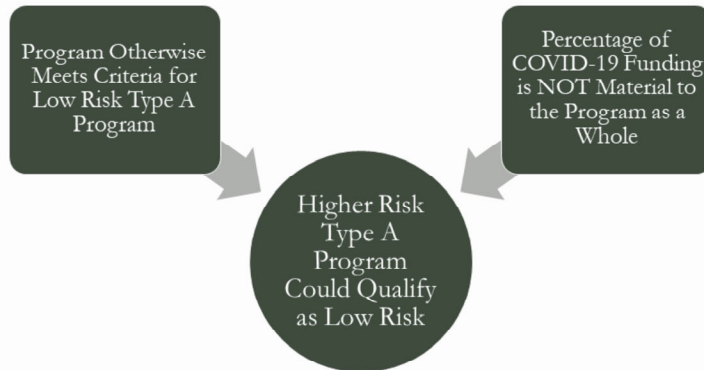 Program Otherwise
Meets Criteria for
Low Risk Type A
Program
Percentage of
COVID-19 Funding
is NOT Material to
the Program as a
Whole
Higher Risk
Type A
Program
Could Qualify
as Low Risk